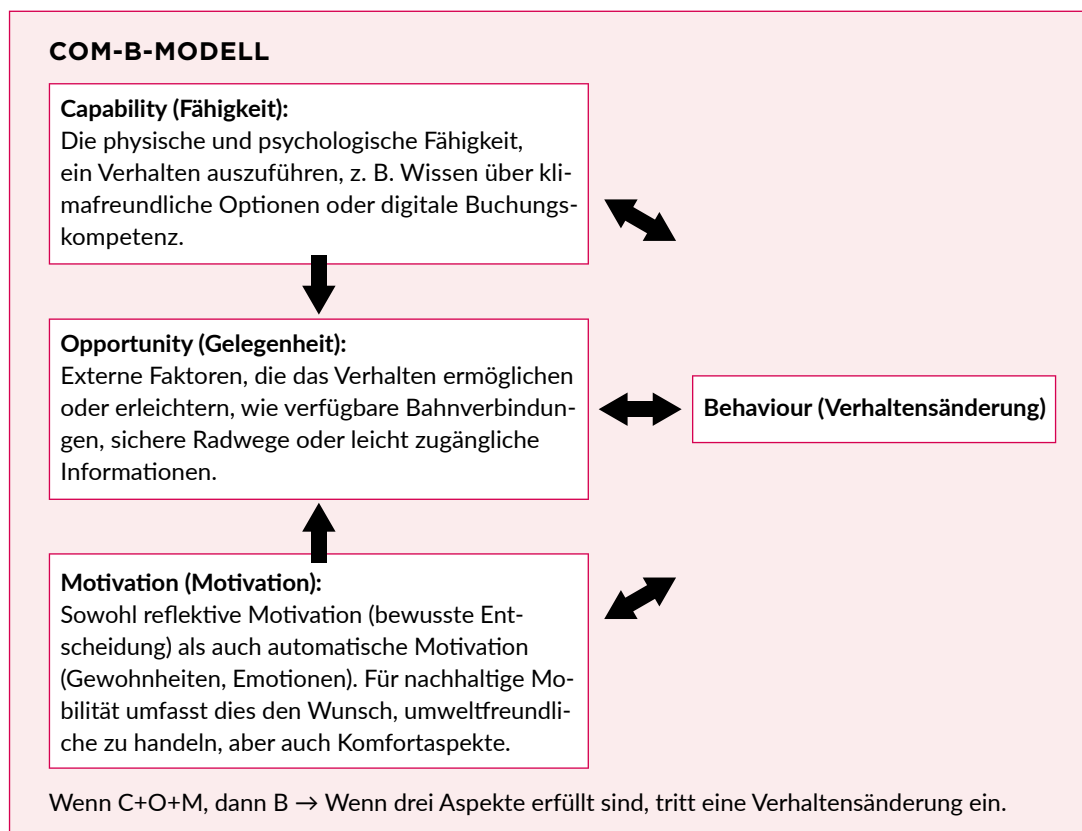 COM-B-MODELL
Capability (Fähigkeit):
Die physische und psychologische Fähigkeit,
ein Verhalten auszuführen, z. B. Wissen über kli-
mafreundliche Optionen oder digitale Buchungs-
kompetenz.
Opportunity (Gelegenheit):
Externe Faktoren, die das Verhalten ermöglichen
oder erleichtern, wie verfügbare Bahnverbindun-
gen, sichere Radwege oder leicht zugängliche
Informationen.
Behaviour (Verhaltensänderung)
Motivation (Motivation):
Sowohl reflektive Motivation (bewusste Ent-
scheidung) als auch automatische Motivation
(Gewohnheiten, Emotionen). Für nachhaltige Mo-
bilität umfasst dies den Wunsch, umweltfreundli-
che zu handeln, aber auch Komfortaspekte.
Wenn C+O+M, dann B → Wenn drei Aspekte erfüllt sind, tritt eine Verhaltensänderung ein.